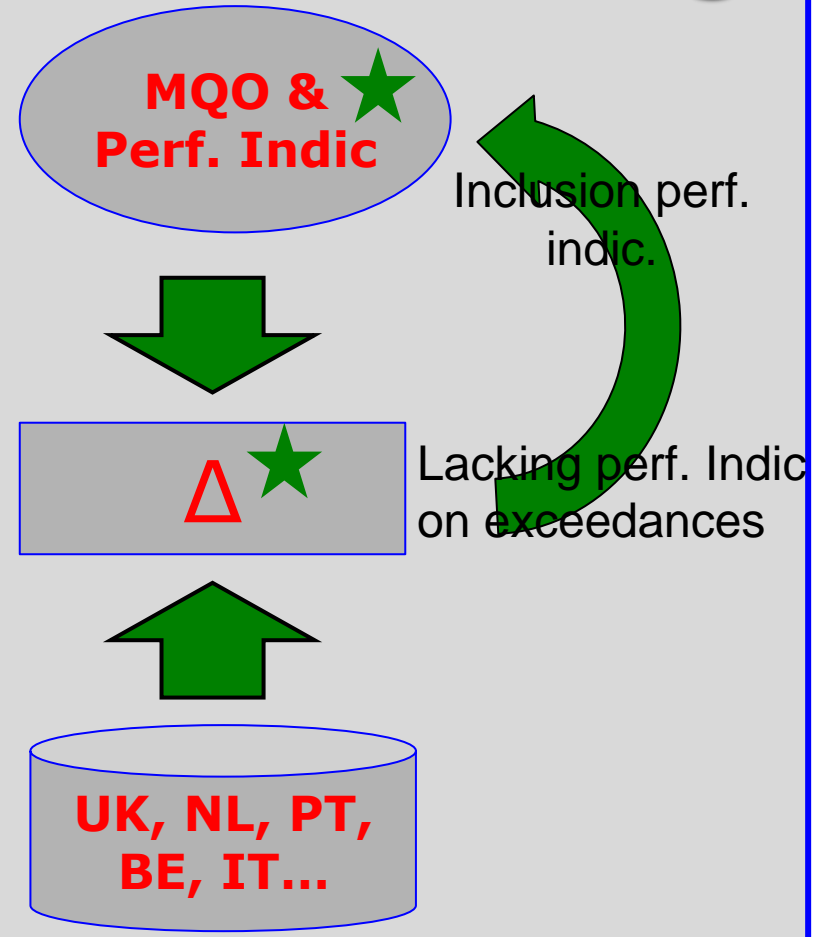 MQO &
Perf. Indic
Inclusion perf.
indic.
Δ
Lacking perf. Indic
on exceedances
UK, NL, PT,
BE, IT...